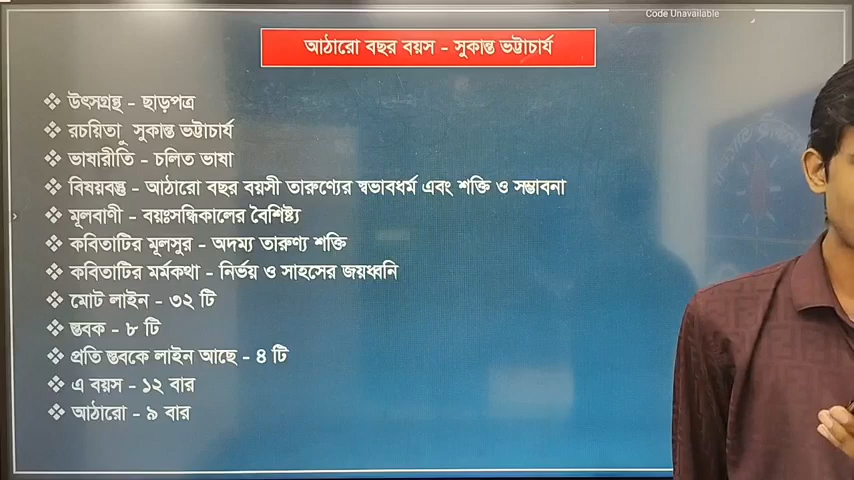 Code Unavailable
আঠারো বছর বয়স - সুকান্ত ভট্টাচার্য
❖ উৎসগ্রন্থ - ছাড়পত্র
❖ রচয়িতা সুকান্ত ভট্টাচার্য
❖ ভাষারীতি - চলিত ভাষা
❖ বিষয়বস্তু - আঠারো বছর বয়সী তারুণ্যের স্বভাবধর্ম এবং শক্তি ও সম্ভাবনা
❖ মূলবাণী - বয়ঃসন্ধিকালের বৈশিষ্ট্য
❖ কবিতাটির মূলসুর - অদম্য তারুণ্য শক্তি
❖ কবিতাটির মর্মকথা - নির্ভয় ও সাহসের জয়ধ্বনি
❖ মোট লাইন - ৩২ টি
❖ স্তবক - ৮ টি
❖ প্রতি স্তবকে লাইন আছে - ৪ টি
❖ এ বয়স - ১২ বার
❖ আঠারো - ৯ বার